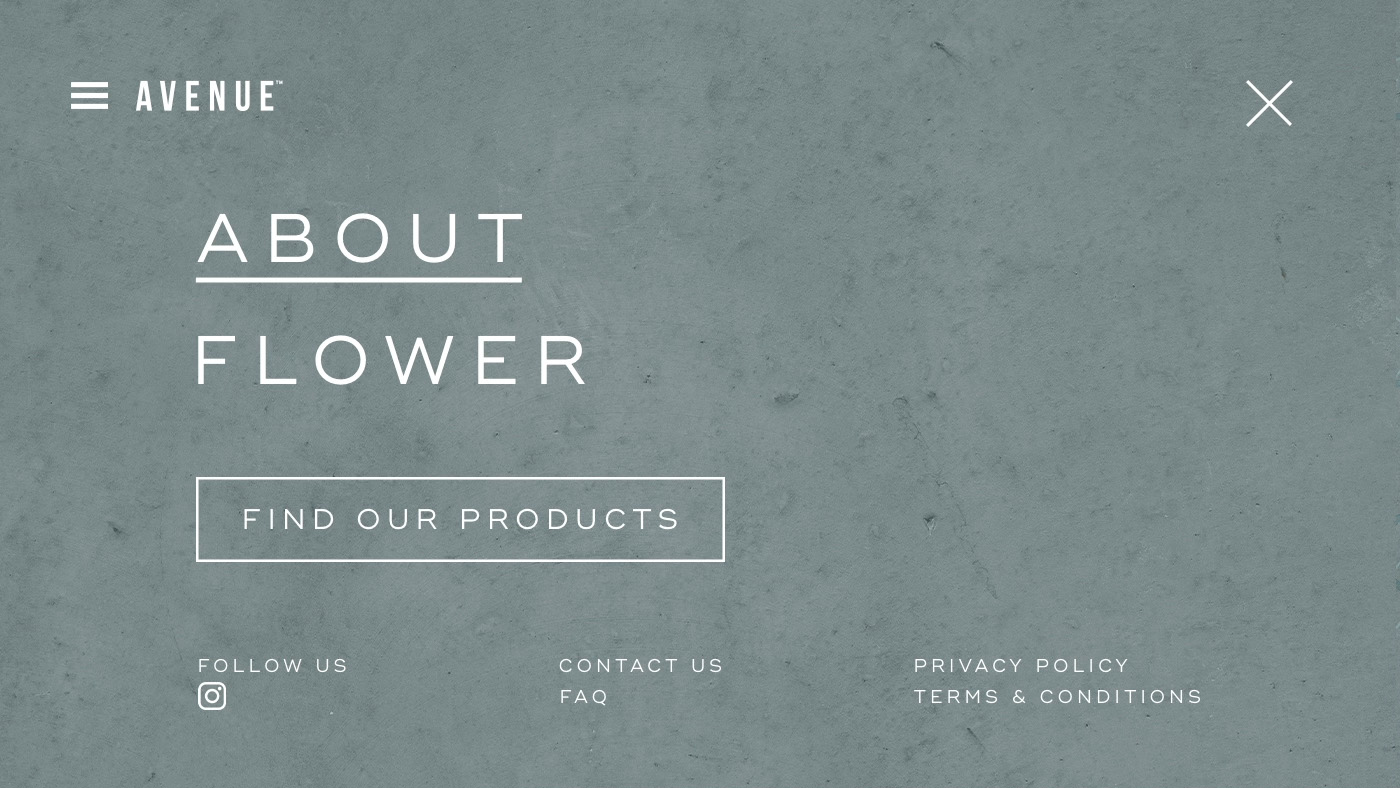 AVENUE™
ABOUT
FLOWER
FIND OUR PRODUCTS
FOLLOW US
CONTACT US
FAQ
PRIVACY POLICY
TERMS & CONDITIONS